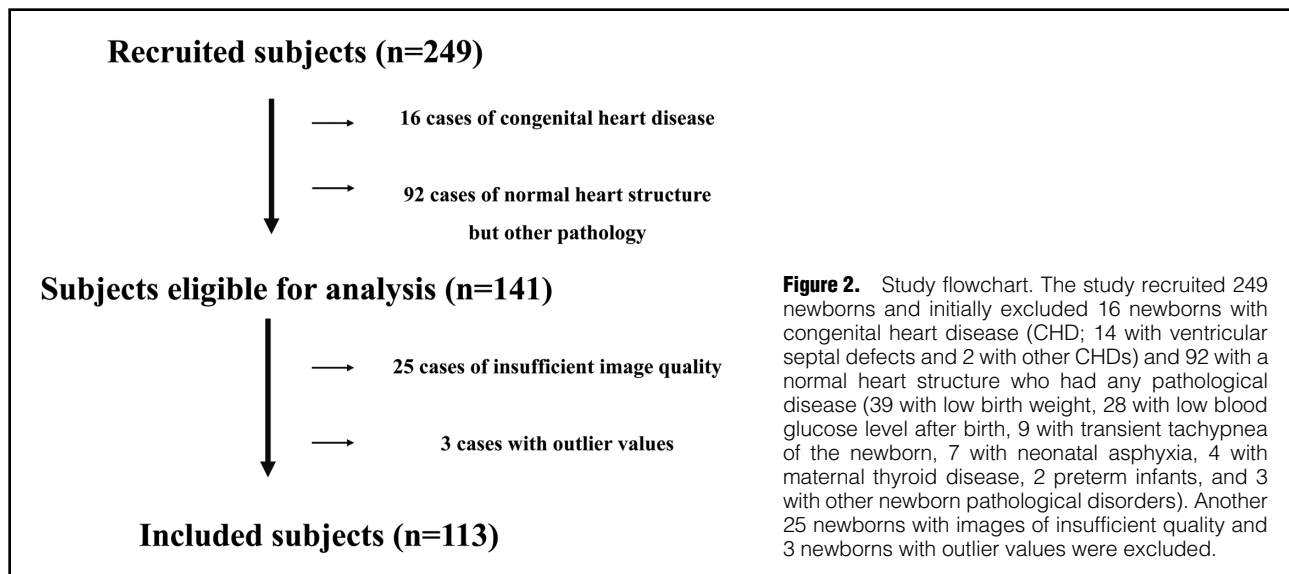 Recruited subjects (n=249)
16 cases of congenital heart disease
92 cases of normal heart structure
but other pathology
Subjects eligible for analysis (n=141)
25 cases of insufficient image quality
3 cases with outlier values
Included subjects (n=113)
Figure 2. Study flowchart. The study recruited 249
newborns and initially excluded 16 newborns with
congenital heart disease (CHD; 14 with ventricular
septal defects and 2 with other CHDs) and 92 with a
normal heart structure who had any pathological
disease (39 with low birth weight, 28 with low blood
glucose level after birth, 9 with transient tachypnea
of the newborn, 7 with neonatal asphyxia, 4 with
maternal thyroid disease, 2 preterm infants, and 3
with other newborn pathological disorders). Another
25 newborns with images of insufficient quality and
3 newborns with outlier values were excluded.